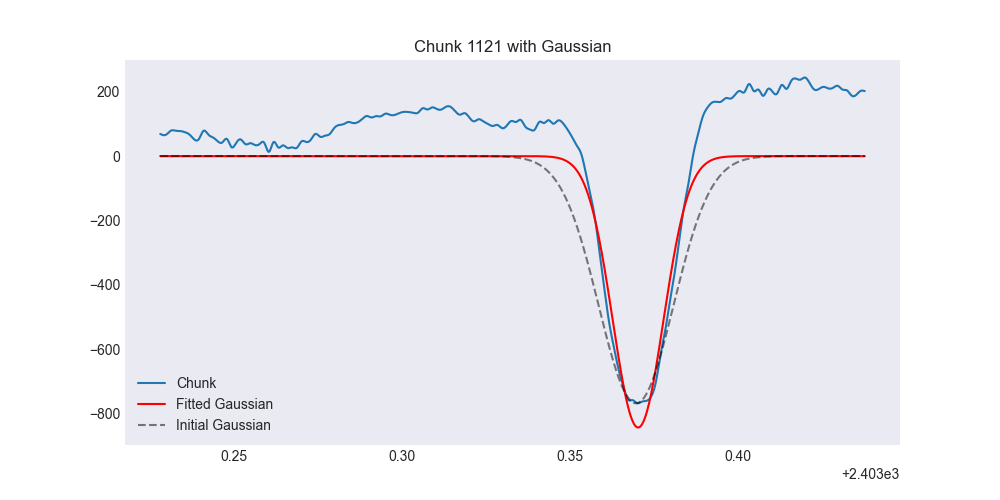 Chunk 1121 with Gaussian
200
0
−200
−400
−600
−800
Chunk
Fitted Gaussian
Initial Gaussian
0.25 0.30 0.35 0.40
+2.403e3